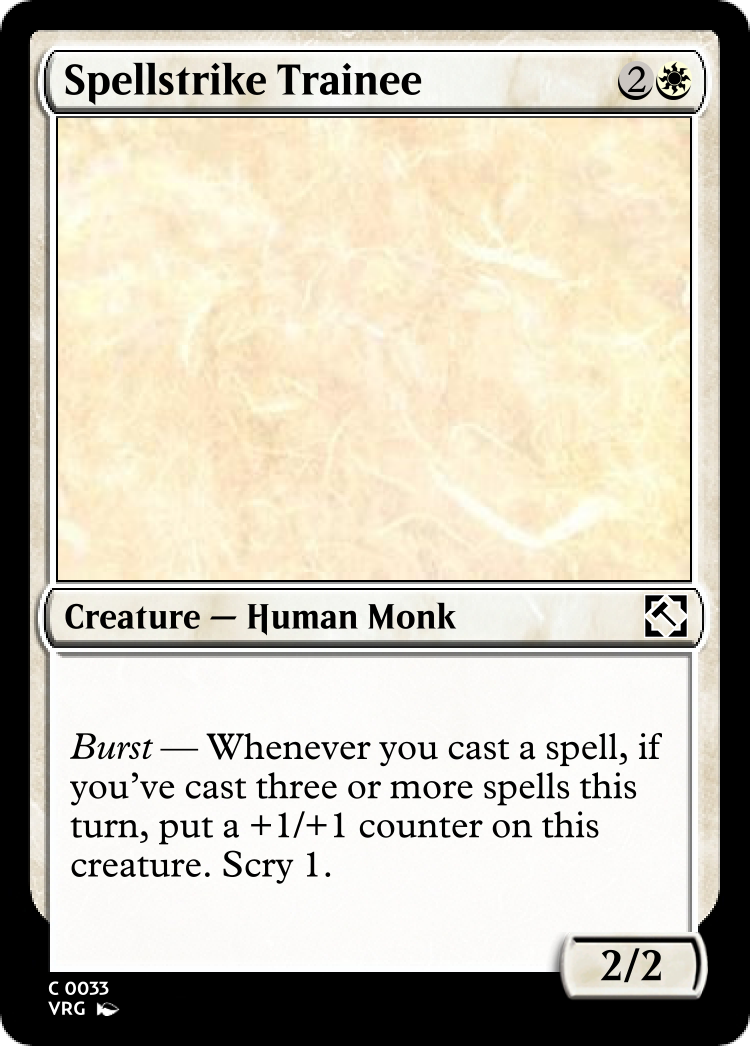 Spellstrike Trainee 2
Creature — Human Monk
Burst — Whenever you cast a spell, if
you've cast three or more spells this
turn, put a +1/+1 counter on this
creature. Scry 1.
2/2
C 0033
VRG